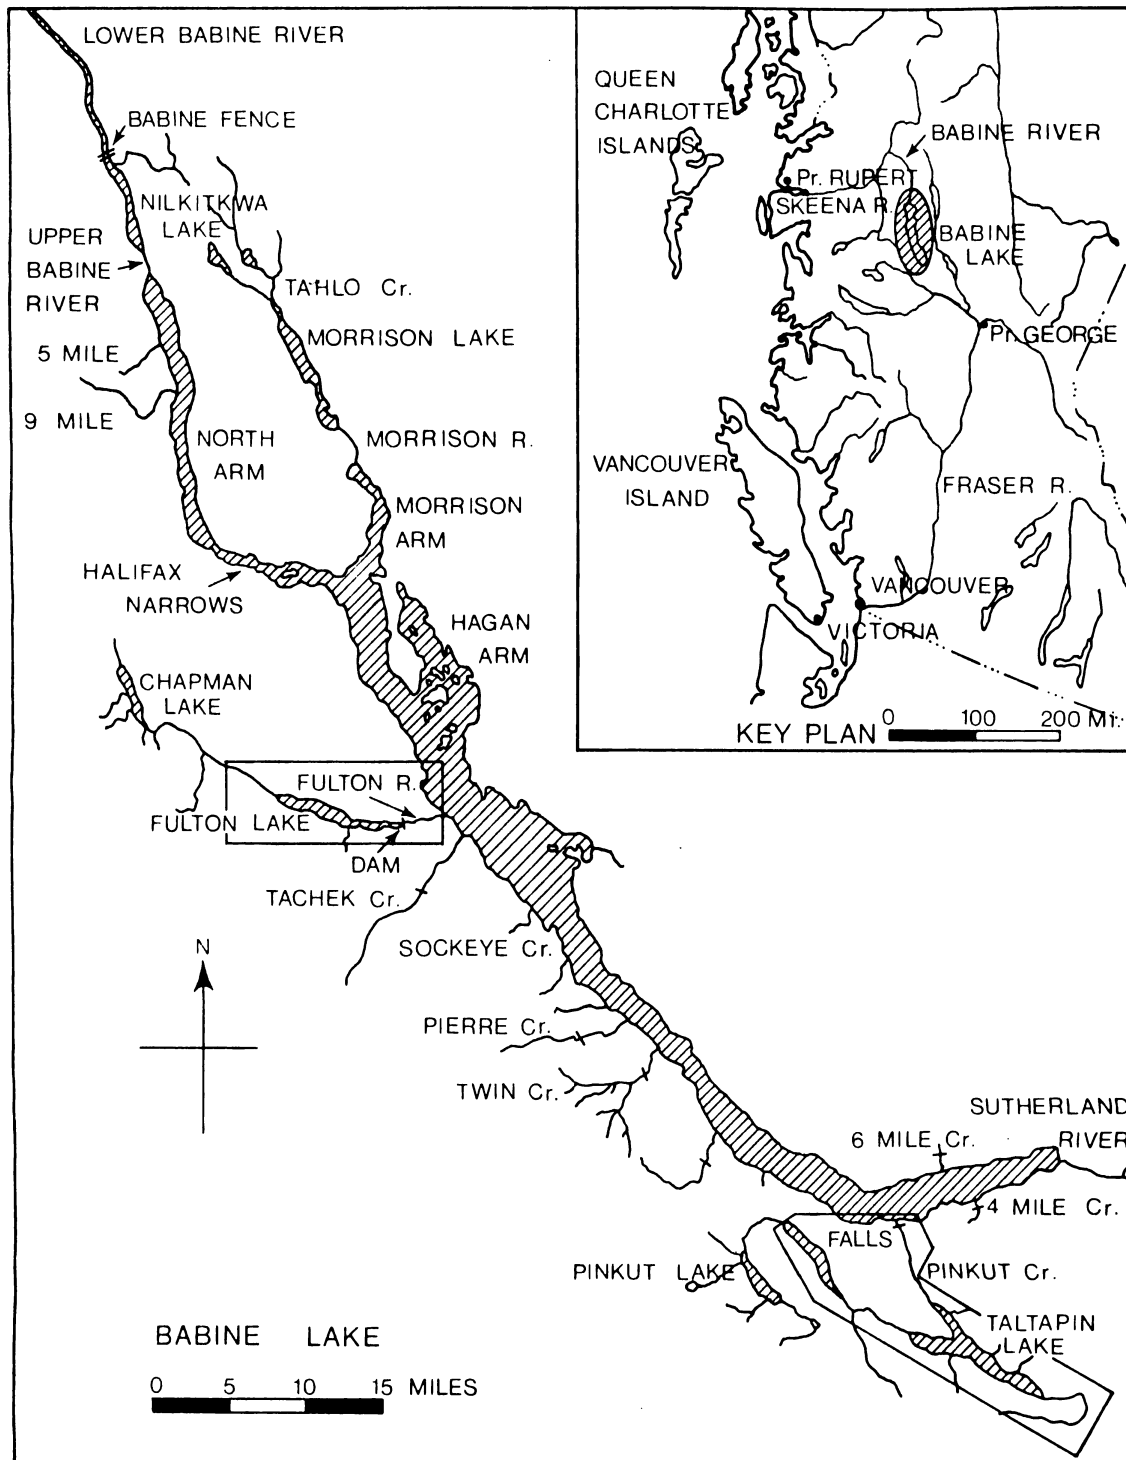 LOWER BABINE RIVER
BABINE FENCE
NILKITKWA
LAKE
UPPER
BABINE
RIVER
TAHLO Cr.
MORRISON LAKE
5 MILE
9 MILE
NORTH
ARM
MORRISON R.
MORRISON
ARM
HALIFAX
NARROWS
HAGAN
ARM
CHAPMAN
LAKE
FULTON R.
FULTON LAKE
DAM
TACHEK Cr.
SOCKEYE Cr.
N
PIERRE Cr.
TWIN Cr.
SUTHERLAND
RIVER
6 MILE Cr.
4 MILE Cr.
FALLS
PINKUT LAKE
PINKUT Cr.
TALTAPIN
LAKE
BABINE LAKE
0 5 10 15 MILES
QUEEN
CHARLOTTE
ISLANDS
BABINE RIVER
Pr. RUPERT
SKEENA R.
BABINE
LAKE
Pr. GEORGE
VANCOUVER
ISLAND
FRASER R.
VANCOUVER
VICTORIA
KEY PLAN
0 100 200 Mi.